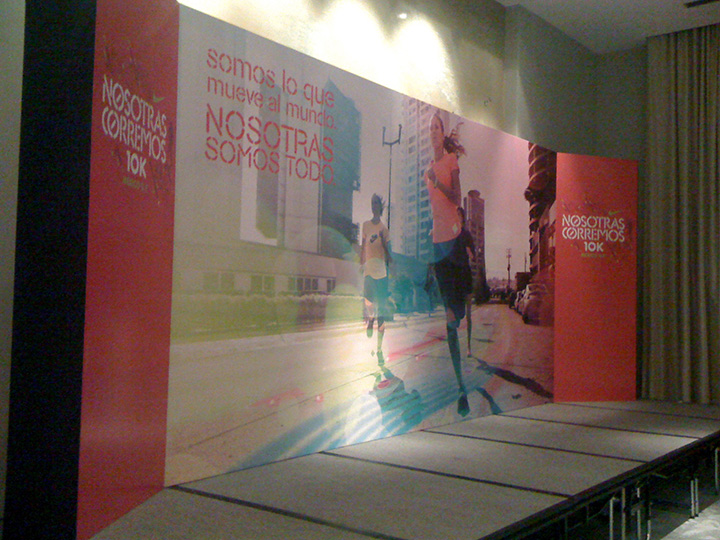 NOSOTRAS
CORREMOS
10K
somos lo que
mueve al mundo.
NOSOTRAS
SOMOS TODO.
NOSOTRAS
CORREMOS
10K